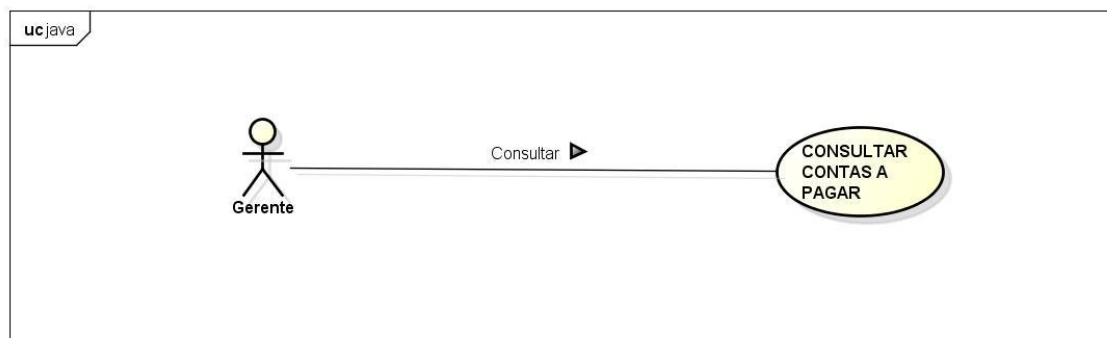 uc java
Consultar
CONSULTAR
CONTAS A
PAGAR
Gerente